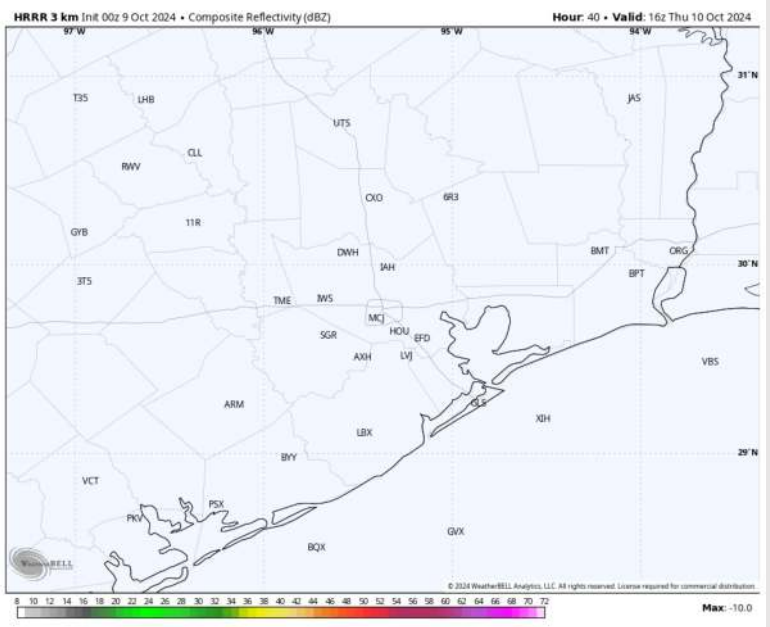 HRRR 3 km Init 00z 9 Oct 2024 • Composite Reflectivity (dBZ) Hour: 40 • Valid: 16z Thu 10 Oct 2024
97°W 96°W 95°W 94°W
31°N
T35 LHB JAS
UTS
CLL
RWV
CXO 6R3
11R
GYB
DWH BMT ORG
30°N
IAH
BPT
3T5
TME IWS
MCJ
SGR HOU EFD
AXH LVJ
VBS
ARM GLS
XIH
LBX
29°N
BYY
VCT
PSX
PKV
GVX
BQX
WeatherBELL
© 2024 WeatherBELL Analytics, LLC. All rights reserved. License required for commercial distribution.
8 10 12 14 16 18 20 22 24 26 28 30 32 34 36 38 40 42 44 46 48 50 52 54 56 58 60 62 64 66 68 70 72 Max: -10.0